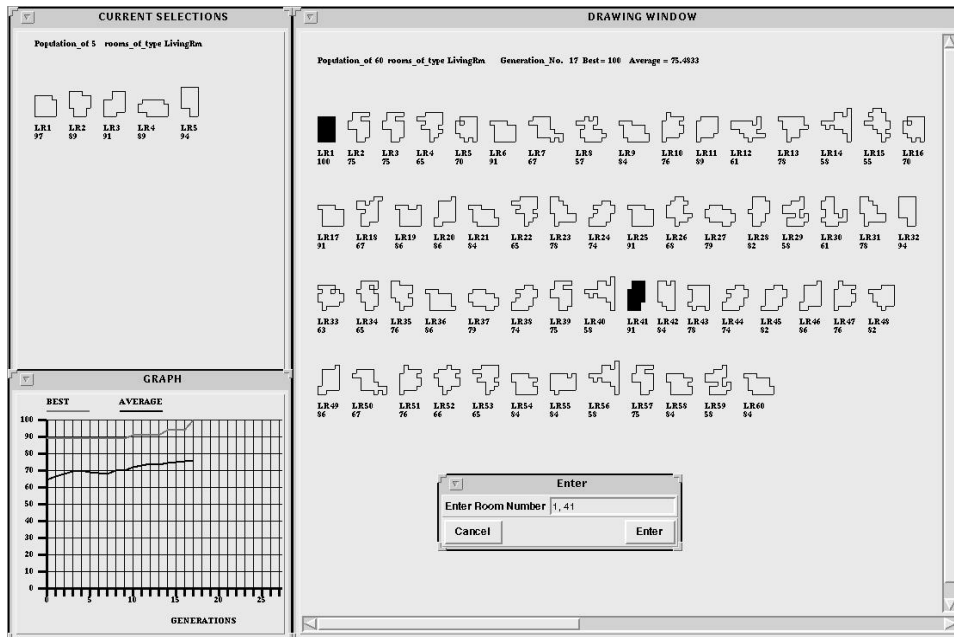 CURRENT SELECTIONS
Population_of 5 rooms_of_type LivingRm
LR1 LR2 LR3 LR4 LR5
97 89 91 89 94
DRAWING WINDOW
Population_of 60 rooms_of_type LivingRm Generation_No. 17 Best = 100 Average = 75.4833
LR1 LR2 LR3 LR4 LR5 LR6 LR7 LR8 LR9 LR10 LR11 LR12 LR13 LR14 LR15 LR16
100 75 75 65 70 91 67 57 84 76 89 61 78 58 55 70
LR17 LR18 LR19 LR20 LR21 LR22 LR23 LR24 LR25 LR26 LR27 LR28 LR29 LR30 LR31 LR32
91 67 86 86 84 65 78 74 91 68 79 82 58 61 78 94
LR33 LR34 LR35 LR36 LR37 LR38 LR39 LR40 LR41 LR42 LR43 LR44 LR45 LR46 LR47 LR48
63 65 76 86 79 74 75 58 91 84 78 74 82 86 76 82
LR49 LR50 LR51 LR52 LR53 LR54 LR55 LR56 LR57 LR58 LR59 LR60
86 67 76 66 65 84 84 58 75 84 58 84
Enter
Enter Room Number 1, 41
Cancel Enter
GRAPH
BEST AVERAGE
100
90
80
70
60
50
40
30
20
10
0
0 5 10 15 20 25
GENERATIONS